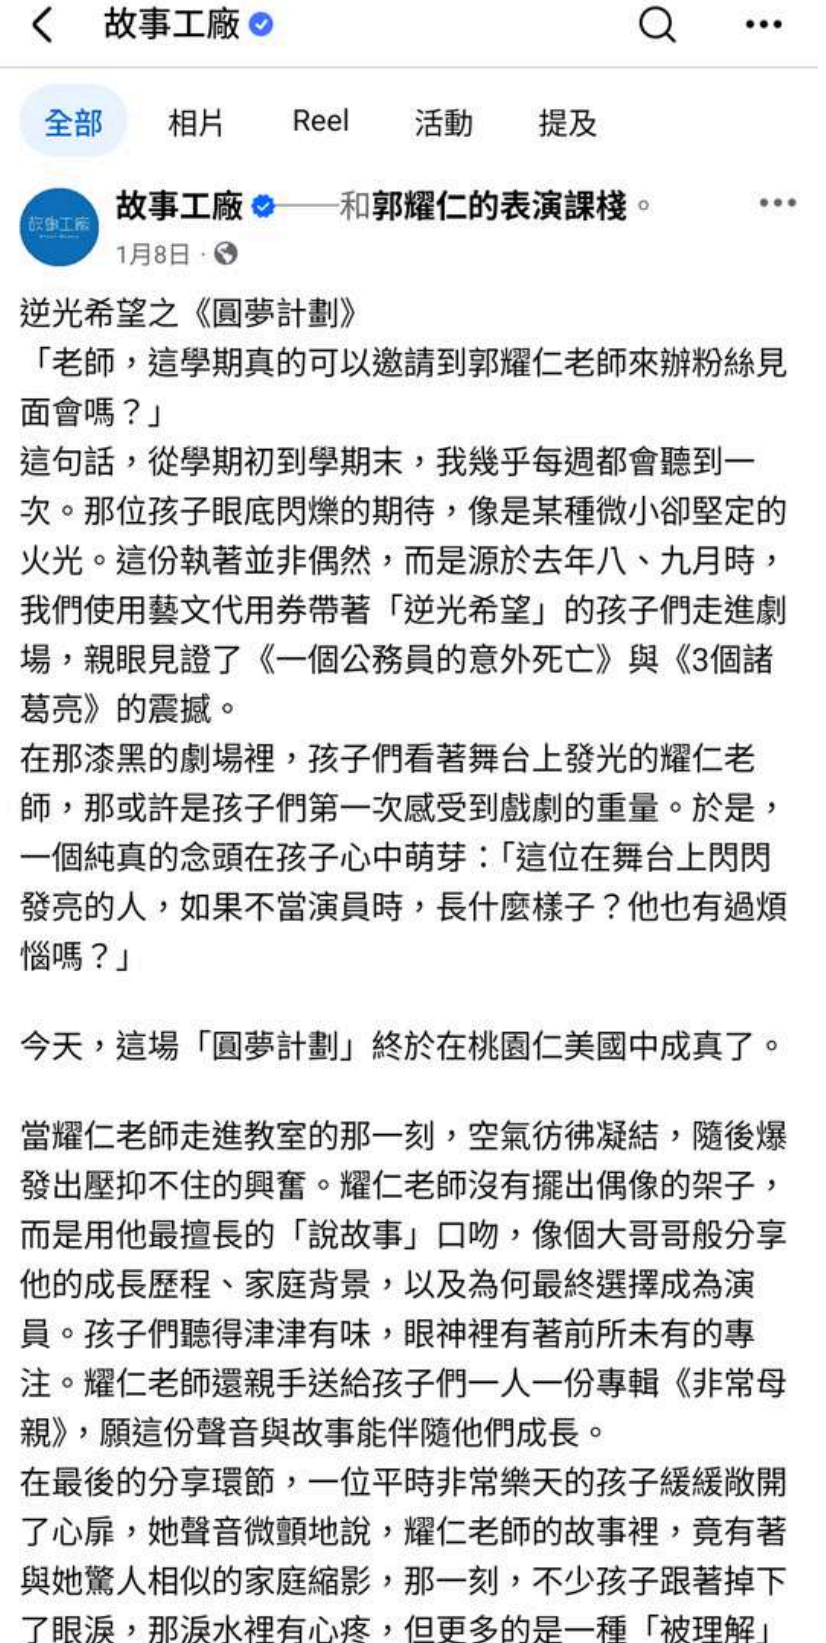 故事工廠
全部 相片 Reel 活動 提及
故事工廠
故事工廠——和郭耀仁的表演課棧。
1月8日 ·
逆光希望之《圓夢計劃》
「老師，這學期真的可以邀請到郭耀仁老師來辦粉絲見
面會嗎？」
這句話，從學期初到學期末，我幾乎每週都會聽到一
次。那位孩子眼底閃爍的期待，像是某種微小卻堅定的
火光。這份執著並非偶然，而是源於去年八、九月時，
我們使用藝文代用券帶著「逆光希望」的孩子們走進劇
場，親眼見證了《一個公務員的意外死亡》與《3個諸
葛亮》的震撼。
在那漆黑的劇場裡，孩子們看著舞台上發光的耀仁老
師，那或許是孩子們第一次感受到戲劇的重量。於是，
一個純真的念頭在孩子心中萌芽：「這位在舞台上閃閃
發亮的人，如果不當演員時，長什麼樣子？他也有過煩
惱嗎？」
今天，這場「圓夢計劃」終於在桃園仁美國中成真了。
當耀仁老師走進教室的那一刻，空氣彷彿凝結，隨後爆
發出壓抑不住的興奮。耀仁老師沒有擺出偶像的架子，
而是用他最擅長的「說故事」口吻，像個大哥哥般分享
他的成長歷程、家庭背景，以及為何最終選擇成為演
員。孩子們聽得津津有味，眼神裡有著前所未有的專
注。耀仁老師還親手送給孩子們一人一份專輯《非常母
親》，願這份聲音與故事能伴隨他們成長。
在最後的分享環節，一位平時非常樂天的孩子緩緩敞開
了心扉，她聲音微顫地說，耀仁老師的故事裡，竟有著
與她驚人相似的家庭縮影，那一刻，不少孩子跟著掉下
了眼淚，那淚水裡有心疼，但更多的是一種「被理解」